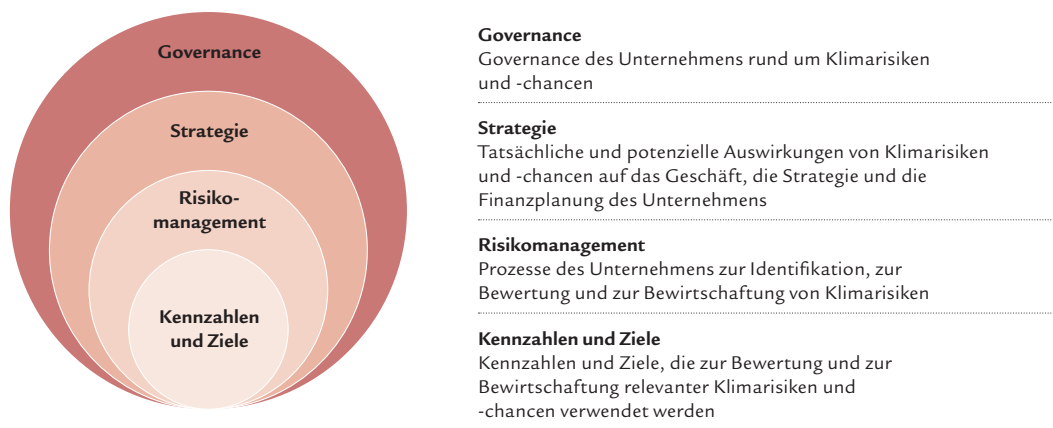 Governance
Strategie
Risiko-
management
Kennzahlen
und Ziele
Governance
Governance des Unternehmens rund um Klimarisiken
und -chancen
Strategie
Tatsächliche und potenzielle Auswirkungen von Klimarisiken
und -chancen auf das Geschäft, die Strategie und die
Finanzplanung des Unternehmens
Risikomanagement
Prozesse des Unternehmens zur Identifikation, zur
Bewertung und zur Bewirtschaftung von Klimarisiken
Kennzahlen und Ziele
Kennzahlen und Ziele, die zur Bewertung und zur
Bewirtschaftung relevanter Klimarisiken und
-chancen verwendet werden